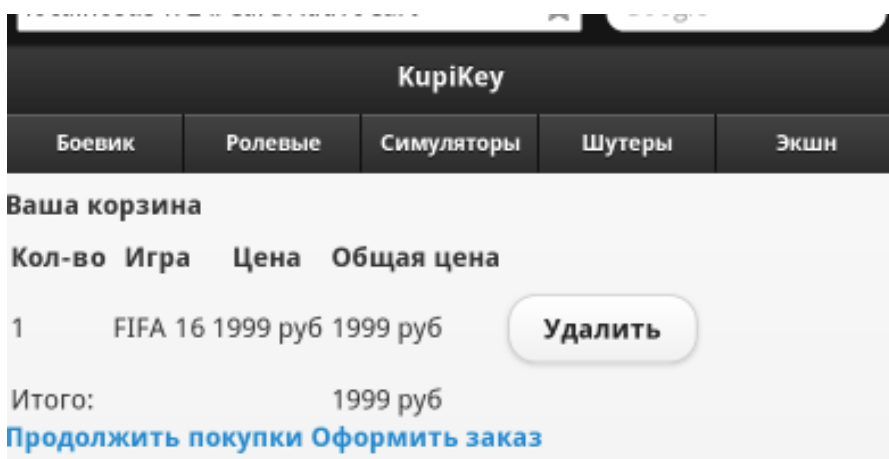 KupiKey
Боевик Ролевые Симуляторы Шутеры Экшн
Ваша корзина
Кол-во Игра Цена Общая цена
1 FIFA 16 1999 руб 1999 руб Удалить
Итого: 1999 руб
Продолжить покупки Оформить заказ